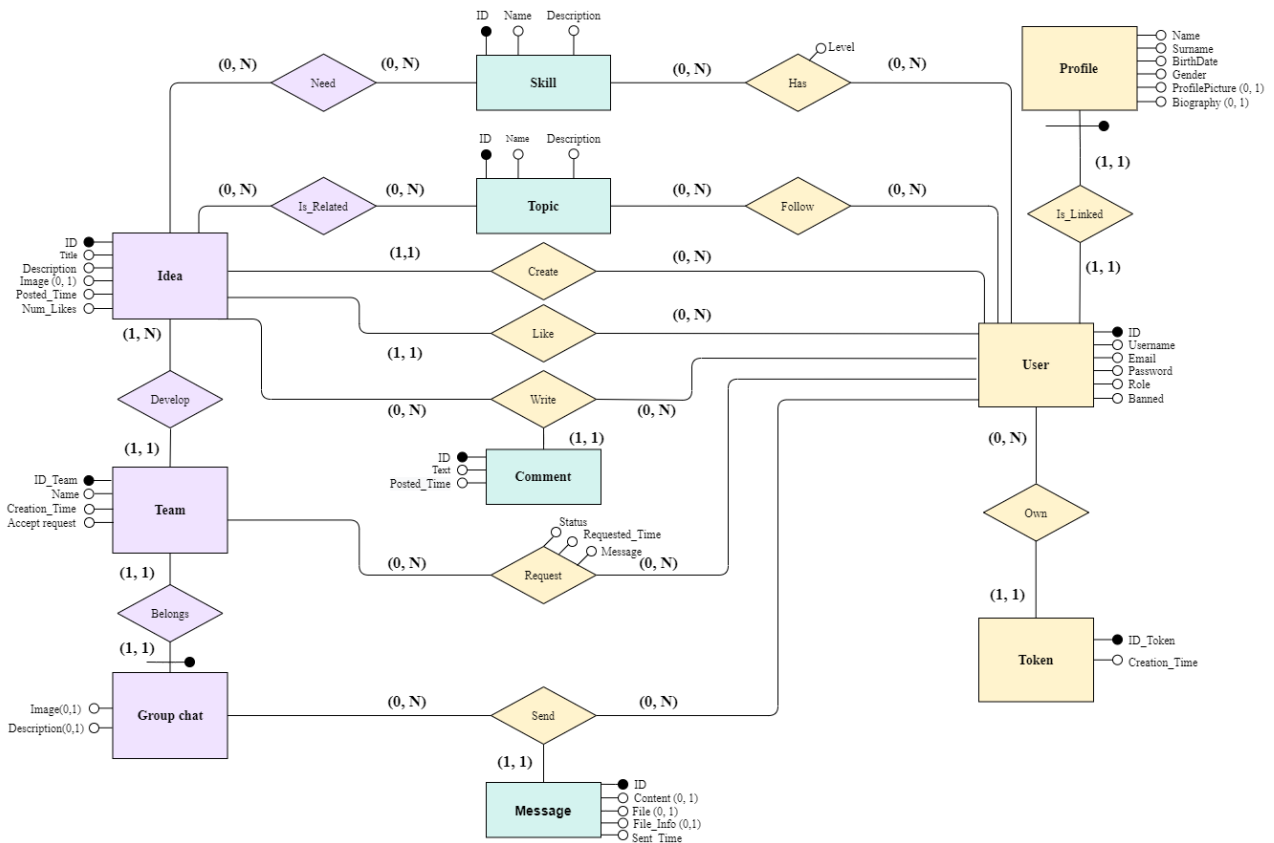 ID
Name
Description
(0, N)
Need
(0, N)
Skill
(0, N)
Level
Has
(0, N)
Profile
Name
Surname
BirthDate
Gender
ProfilePicture (0, 1)
Biography (0, 1)
(1, 1)
Is_Linked
(1, 1)
ID
Name
Description
(0, N)
Is_Related
(0, N)
Topic
(0, N)
Follow
(0, N)
ID
Title
Description
Image (0, 1)
Posted_Time
Num_Likes
Idea
(1,1)
Create
(0, N)
(1, 1)
Like
(0, N)
User
ID
Username
Email
Password
Role
Banned
(1, N)
Develop
(1, 1)
(0, N)
Write
(0, N)
(1, 1)
ID
Text
Posted_Time
Comment
(0, N)
Own
(1, 1)
Token
ID_Token
Creation_Time
ID_Team
Name
Creation_Time
Accept request
Team
Status
Requested_Time
Message
(0, N)
Request
(0, N)
(1, 1)
Belongs
(1, 1)
Image(0,1)
Description(0,1)
Group chat
(0, N)
Send
(0, N)
(1, 1)
Message
ID
Content (0, 1)
File (0, 1)
File_Info (0,1)
Sent_Time